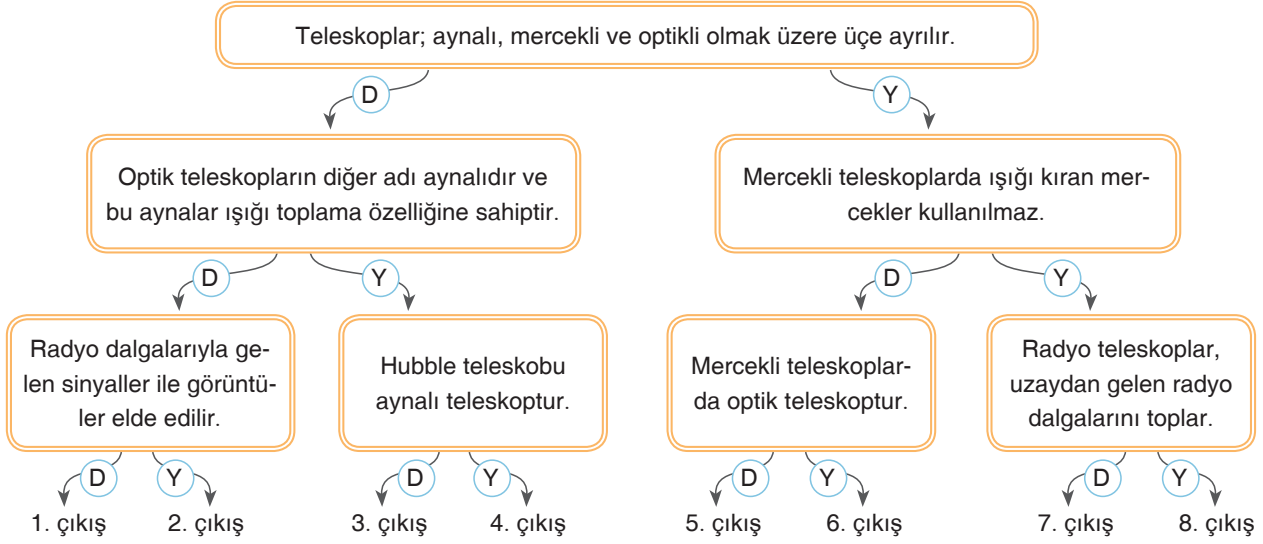 Teleskoplar; aynalı, mercekli ve optikli olmak üzere üçe ayrılır.
D
Y
Optik teleskopların diğer adı aynalıdır ve
bu aynalar ışığı toplama özelliğine sahiptir.
Mercekli teleskoplarda ışığı kıran mer-
cekler kullanılmaz.
D
Y
D
Y
Radyo dalgalarıyla ge-
len sinyaller ile görüntü-
ler elde edilir.
Hubble teleskobu
aynalı teleskoptur.
Mercekli teleskoplar-
da optik teleskoptur.
Radyo teleskoplar,
uzaydan gelen radyo
dalgalarını toplar.
D
Y
D
Y
D
Y
D
Y
1. çıkış
2. çıkış
3. çıkış
4. çıkış
5. çıkış
6. çıkış
7. çıkış
8. çıkış